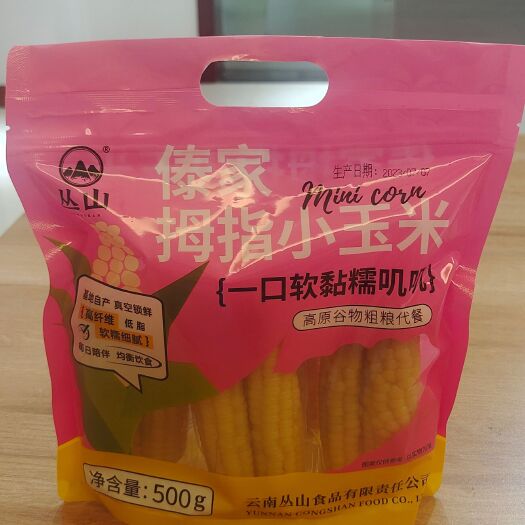 丛山
®
傣家
生产日期：
Mini corn
拇指小玉米
{一口软黏糯叽叽}
高原谷物粗粮代餐
基地自产 真空锁鲜
{高纤维 低脂
软糯细腻}
每日陪伴 均衡饮食
净含量：500g
云南丛山食品有限责任公司
YUNNAN CONGSHAN FOOD CO.,